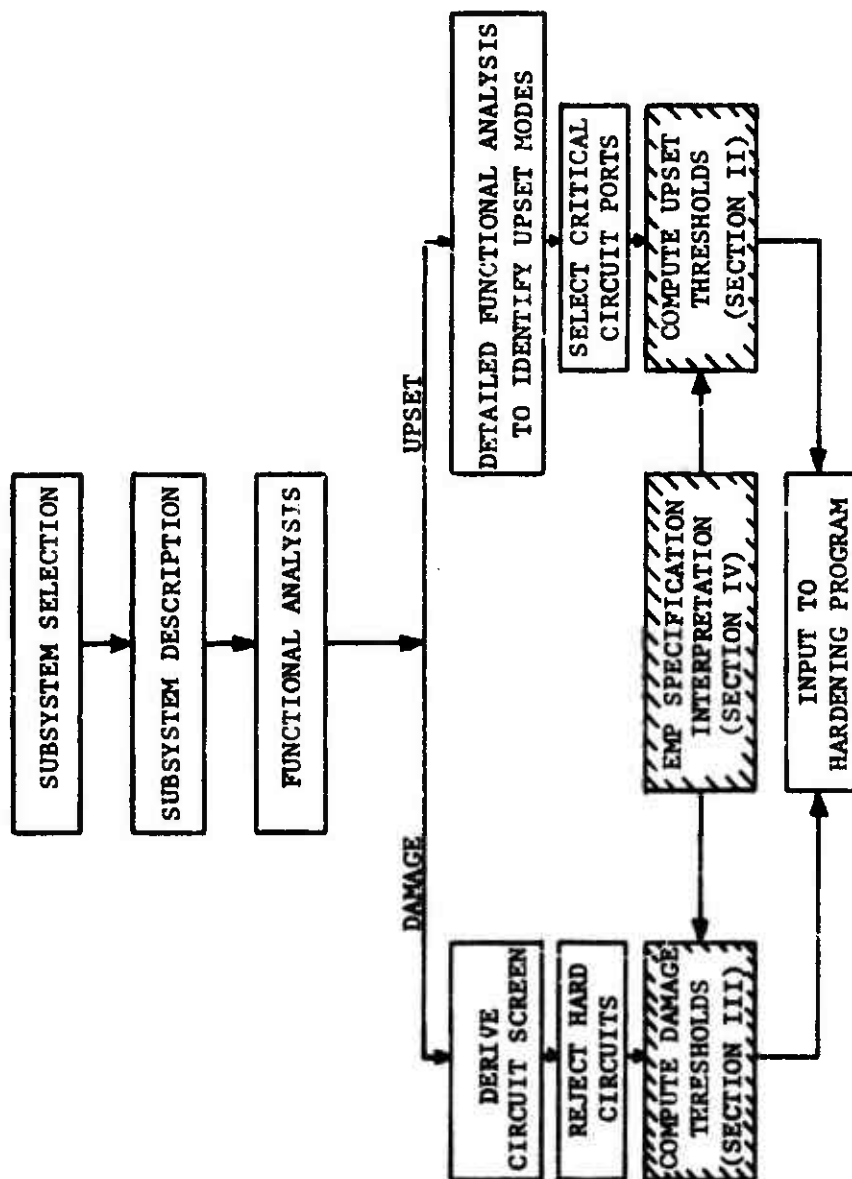 SUBSYSTEM SELECTION
SUBSYSTEM DESCRIPTION
FUNCTIONAL ANALYSIS
DAMAGE
UPSET
DERIVE
CIRCUIT SCREEN
REJECT HARD
CIRCUITS
COMPUTE DAMAGE
TERESHOLDS
(SECTION III)
DETAILED FUNCTIONAL ANALYSIS
TO IDENTIFY UPSET MODES
SELECT CRITICAL
CIRCUIT PORTS
COMPUTE UPSET
THRESHOLDS
(SECTION II)
EMP SPECIFICATION
INTERPRETATION
(SECTION IV)
INPUT TO
HARDENING PROGRAM